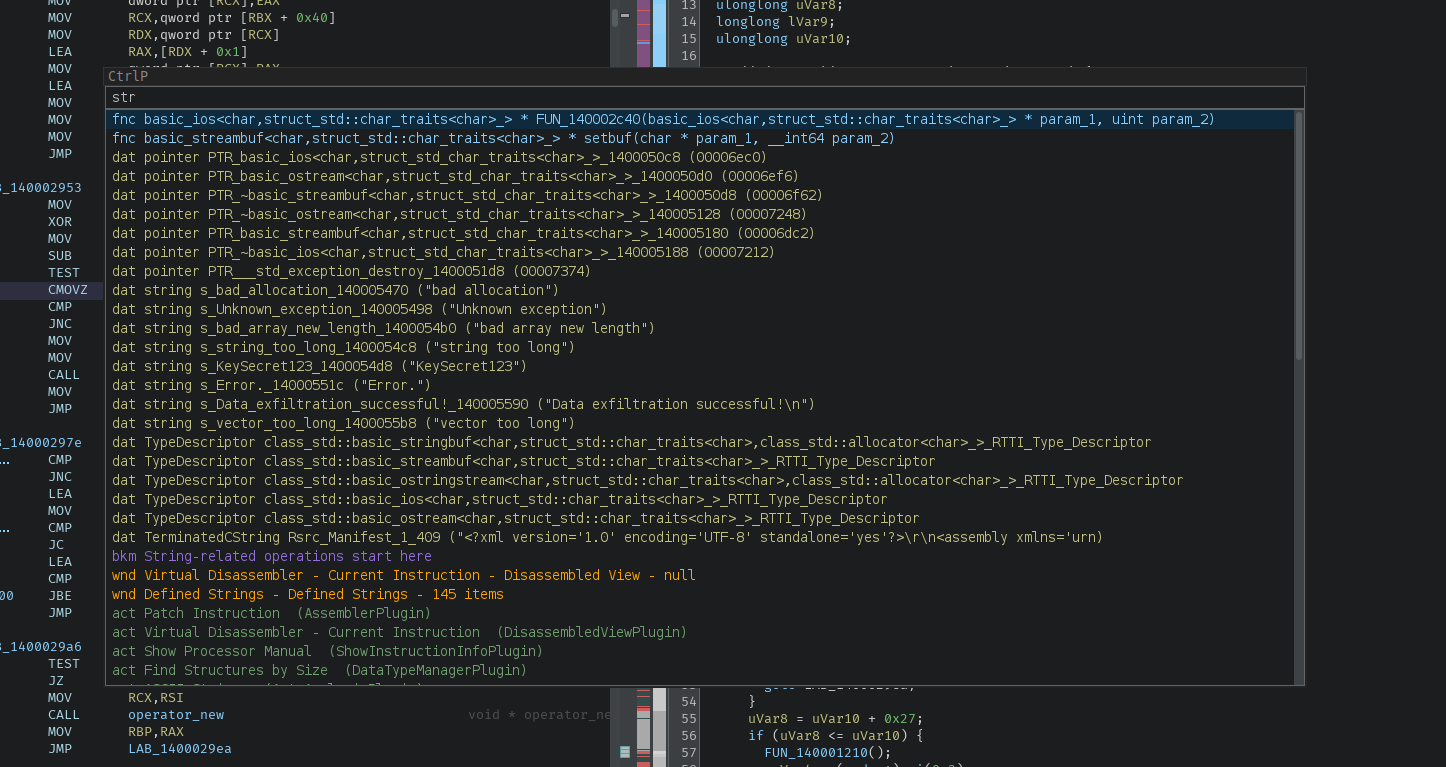 MOV dword ptr [RCX],EAX
MOV RCX,qword ptr [RBX + 0x40]
MOV RDX,qword ptr [RCX]
LEA RAX,[RDX + 0x1]
MOV qword ptr [RCX],RAX
LEA
MOV
MOV
MOV
JMP
B_140002953
MOV
XOR
MOV
SUB
TEST
CMOVZ
CMP
JNC
MOV
MOV
CALL
MOV
JMP
B_14000297e
... CMP
JNC
LEA
MOV
... CMP
JC
LEA
CMP
00 JBE
JMP
B_1400029a6
TEST
JZ
MOV RCX,RSI
CALL operator_new void * operator_ne
MOV RBP,RAX
JMP LAB_1400029ea
13 ulonglong uVar8;
14 longlong lVar9;
15 ulonglong uVar10;
16
CtrlP
str
fnc basic_ios<char,struct_std::char_traits<char>_> * FUN_140002c40(basic_ios<char,struct_std::char_traits<char>_> * param_1, uint param_2)
fnc basic_streambuf<char,struct_std::char_traits<char>_> * setbuf(char * param_1, __int64 param_2)
dat pointer PTR_basic_ios<char,struct_std_char_traits<char>_>_1400050c8 (00006ec0)
dat pointer PTR_basic_ostream<char,struct_std_char_traits<char>_>_1400050d0 (00006ef6)
dat pointer PTR_~basic_streambuf<char,struct_std_char_traits<char>_>_1400050d8 (00006f62)
dat pointer PTR_~basic_ostream<char,struct_std_char_traits<char>_>_140005128 (00007248)
dat pointer PTR_basic_streambuf<char,struct_std_char_traits<char>_>_140005180 (00006dc2)
dat pointer PTR_~basic_ios<char,struct_std_char_traits<char>_>_140005188 (00007212)
dat pointer PTR___std_exception_destroy_1400051d8 (00007374)
dat string s_bad_allocation_140005470 ("bad allocation")
dat string s_Unknown_exception_140005498 ("Unknown exception")
dat string s_bad_array_new_length_1400054b0 ("bad array new length")
dat string s_string_too_long_1400054c8 ("string too long")
dat string s_KeySecret123_1400054d8 ("KeySecret123")
dat string s_Error._14000551c ("Error.")
dat string s_Data_exfiltration_successful!_140005590 ("Data exfiltration successful!\n")
dat string s_vector_too_long_1400055b8 ("vector too long")
dat TypeDescriptor class_std::basic_stringbuf<char,struct_std::char_traits<char>,class_std::allocator<char>_>_RTTI_Type_Descriptor
dat TypeDescriptor class_std::basic_streambuf<char,struct_std::char_traits<char>_>_RTTI_Type_Descriptor
dat TypeDescriptor class_std::basic_ostringstream<char,struct_std::char_traits<char>,class_std::allocator<char>_>_RTTI_Type_Descriptor
dat TypeDescriptor class_std::basic_ios<char,struct_std::char_traits<char>_>_RTTI_Type_Descriptor
dat TypeDescriptor class_std::basic_ostream<char,struct_std::char_traits<char>_>_RTTI_Type_Descriptor
dat TerminatedCString Rsrc_Manifest_1_409 ("<?xml version='1.0' encoding='UTF-8' standalone='yes'?>\r\n<assembly xmlns='urn)
bkm String-related operations start here
wnd Virtual Disassembler - Current Instruction - Disassembled View - null
wnd Defined Strings - Defined Strings - 145 items
act Patch Instruction (AssemblerPlugin)
act Virtual Disassembler - Current Instruction (DisassembledViewPlugin)
act Show Processor Manual (ShowInstructionInfoPlugin)
act Find Structures by Size (DataTypeManagerPlugin)
54 }
55 uVar8 = uVar10 + 0x27;
56 if (uVar8 <= uVar10) {
57 FUN_140001210();